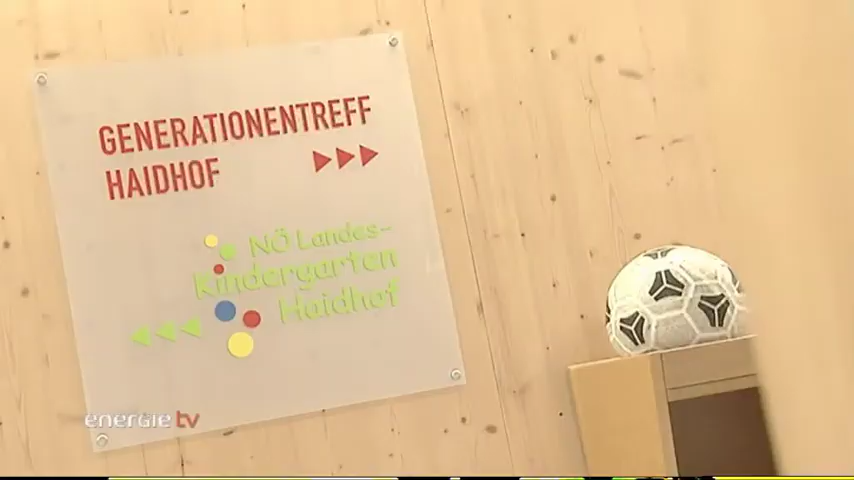 GENERATIONENTREFF
HAIDHOF
NÖ Landes-
Kindergarten
Haidhof
energie tv